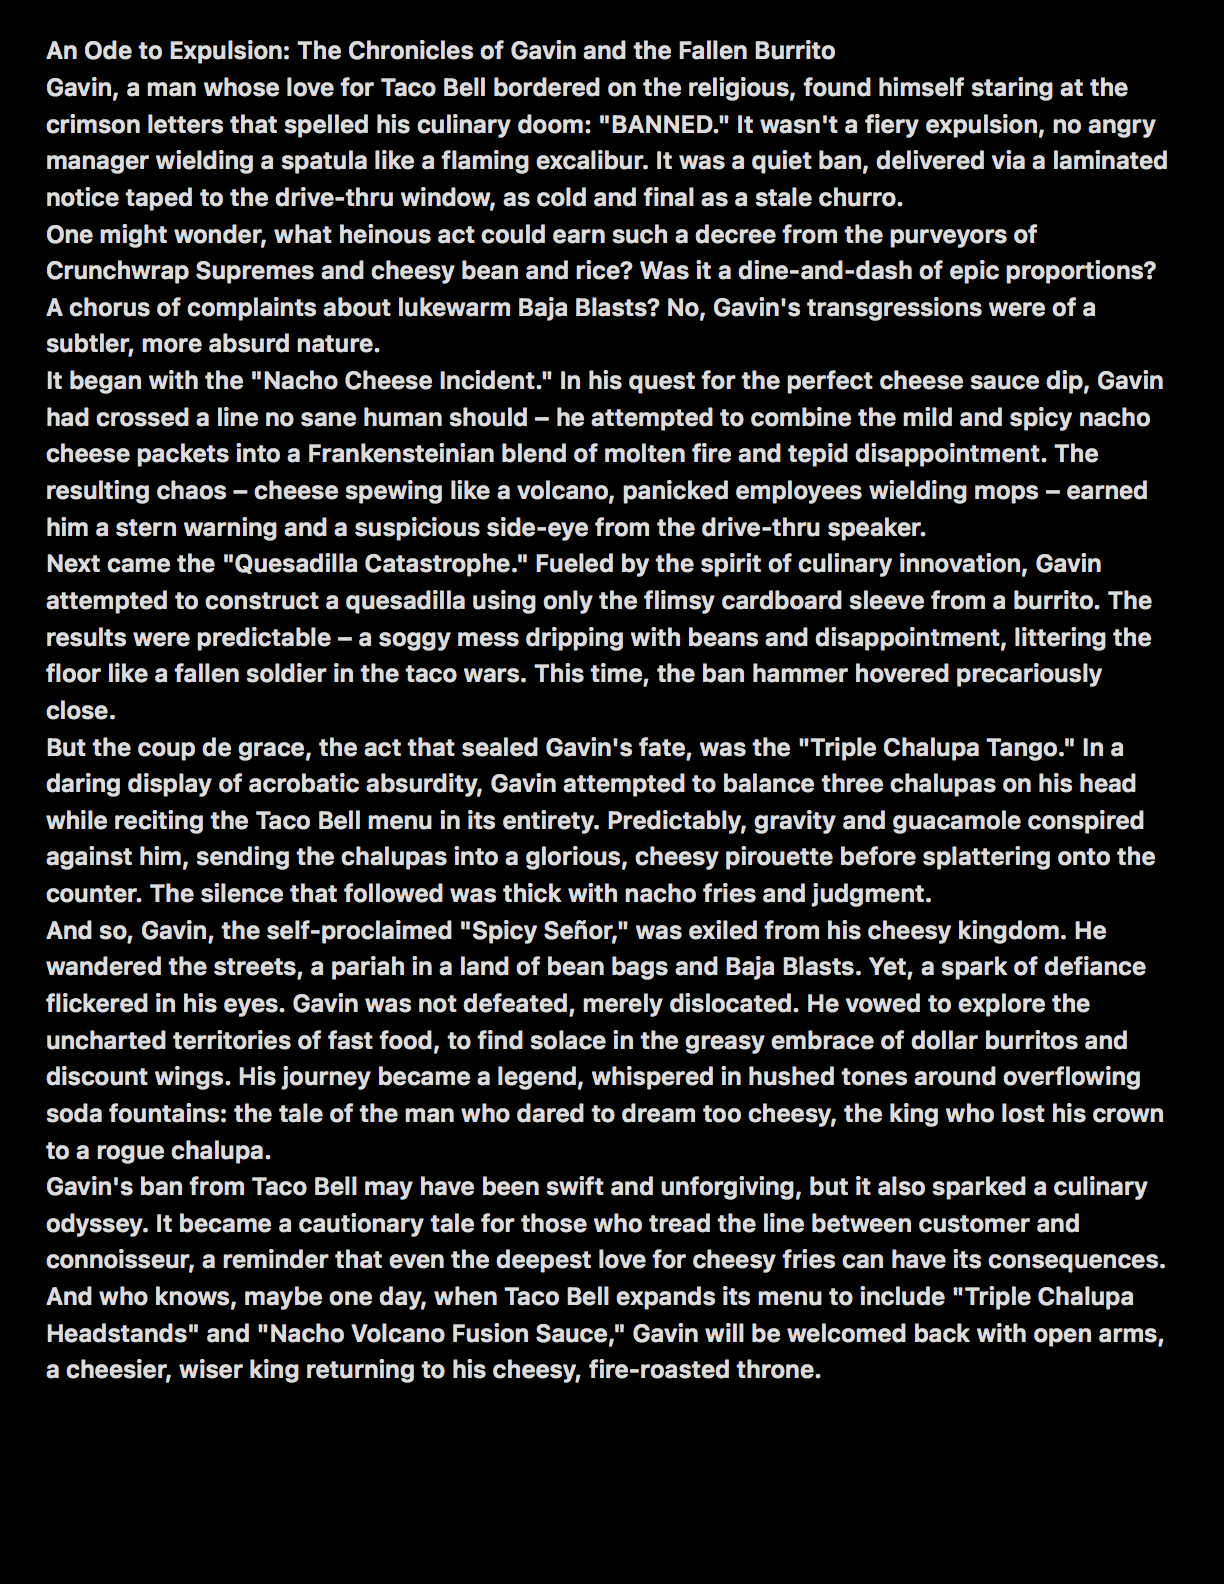 An Ode to Expulsion: The Chronicles of Gavin and the Fallen Burrito
Gavin, a man whose love for Taco Bell bordered on the religious, found himself staring at the
crimson letters that spelled his culinary doom: "BANNED." It wasn't a fiery expulsion, no angry
manager wielding a spatula like a flaming excalibur. It was a quiet ban, delivered via a laminated
notice taped to the drive-thru window, as cold and final as a stale churro.
One might wonder, what heinous act could earn such a decree from the purveyors of
Crunchwrap Supremes and cheesy bean and rice? Was it a dine-and-dash of epic proportions?
A chorus of complaints about lukewarm Baja Blasts? No, Gavin's transgressions were of a
subtler, more absurd nature.
It began with the "Nacho Cheese Incident." In his quest for the perfect cheese sauce dip, Gavin
had crossed a line no sane human should – he attempted to combine the mild and spicy nacho
cheese packets into a Frankensteinian blend of molten fire and tepid disappointment. The
resulting chaos – cheese spewing like a volcano, panicked employees wielding mops – earned
him a stern warning and a suspicious side-eye from the drive-thru speaker.
Next came the "Quesadilla Catastrophe." Fueled by the spirit of culinary innovation, Gavin
attempted to construct a quesadilla using only the flimsy cardboard sleeve from a burrito. The
results were predictable – a soggy mess dripping with beans and disappointment, littering the
floor like a fallen soldier in the taco wars. This time, the ban hammer hovered precariously
close.
But the coup de grace, the act that sealed Gavin's fate, was the "Triple Chalupa Tango." In a
daring display of acrobatic absurdity, Gavin attempted to balance three chalupas on his head
while reciting the Taco Bell menu in its entirety. Predictably, gravity and guacamole conspired
against him, sending the chalupas into a glorious, cheesy pirouette before splattering onto the
counter. The silence that followed was thick with nacho fries and judgment.
And so, Gavin, the self-proclaimed "Spicy Señor," was exiled from his cheesy kingdom. He
wandered the streets, a pariah in a land of bean bags and Baja Blasts. Yet, a spark of defiance
flickered in his eyes. Gavin was not defeated, merely dislocated. He vowed to explore the
uncharted territories of fast food, to find solace in the greasy embrace of dollar burritos and
discount wings. His journey became a legend, whispered in hushed tones around overflowing
soda fountains: the tale of the man who dared to dream too cheesy, the king who lost his crown
to a rogue chalupa.
Gavin's ban from Taco Bell may have been swift and unforgiving, but it also sparked a culinary
odyssey. It became a cautionary tale for those who tread the line between customer and
connoisseur, a reminder that even the deepest love for cheesy fries can have its consequences.
And who knows, maybe one day, when Taco Bell expands its menu to include "Triple Chalupa
Headstands" and "Nacho Volcano Fusion Sauce," Gavin will be welcomed back with open arms,
a cheesier, wiser king returning to his cheesy, fire-roasted throne.